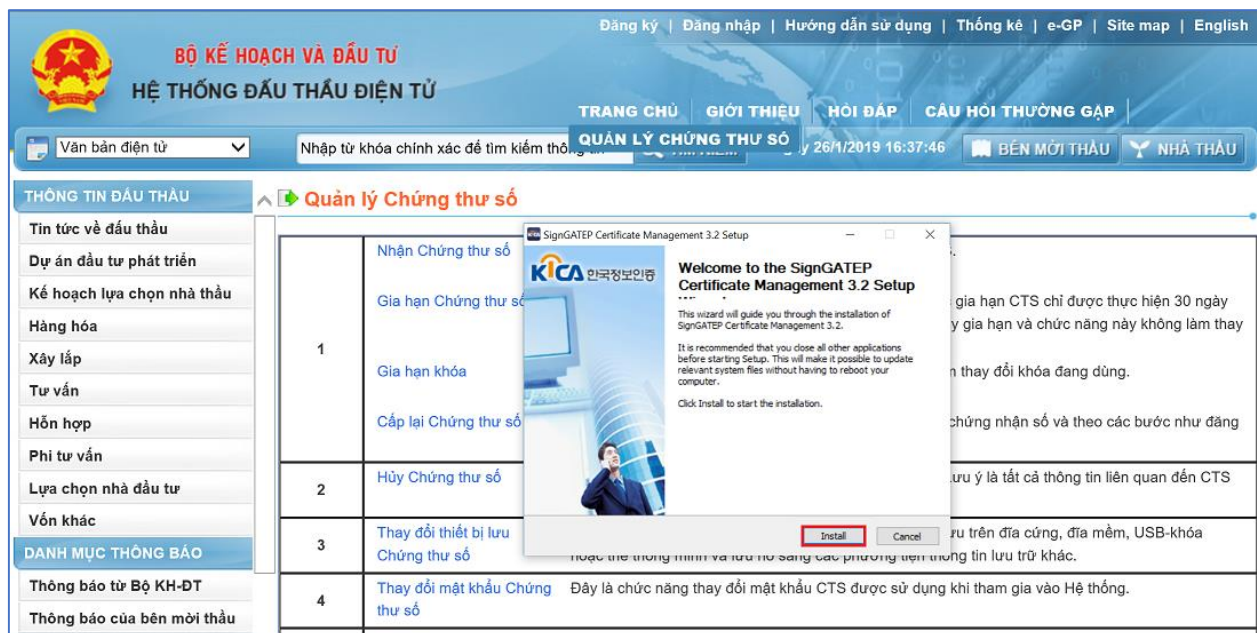 Đăng ký | Đăng nhập | Hướng dẫn sử dụng | Thống kê | e-GP | Site map | English
BỘ KẾ HOẠCH VÀ ĐẦU TƯ
HỆ THỐNG ĐẤU THẦU ĐIỆN TỬ
TRANG CHỦ GIỚI THIỆU HỎI ĐÁP CÂU HỎI THƯỜNG GẶP
QUẢN LÝ CHỨNG THƯ SỐ
Văn bản điện tử
Nhập từ khóa chính xác để tìm kiếm thông
26/1/2019 16:37:46
BÊN MỜI THẦU
NHÀ THẦU
THÔNG TIN ĐẤU THẦU
Tin tức về đấu thầu
Dự án đầu tư phát triển
Kế hoạch lựa chọn nhà thầu
Hàng hóa
Xây lắp
Tư vấn
Hỗn hợp
Phi tư vấn
Lựa chọn nhà đầu tư
Vốn khác
DANH MỤC THÔNG BÁO
Thông báo từ Bộ KH-ĐT
Thông báo của bên mời thầu
Quản lý Chứng thư số
1
Nhận Chứng thư số
Gia hạn Chứng thư số
gia hạn CTS chỉ được thực hiện 30 ngày
gia hạn và chức năng này không làm thay
Gia hạn khóa
thay đổi khóa đang dùng.
Cấp lại Chứng thư số
chứng nhận số và theo các bước như đăng
2
Hủy Chứng thư số
ưu ý là tất cả thông tin liên quan đến CTS
3
Thay đổi thiết bị lưu
Chứng thư số
trên đĩa cứng, đĩa mềm, USB-khóa
hoặc thẻ thông minh và lưu nó sang các phương tiện thông tin lưu trữ khác.
4
Thay đổi mật khẩu Chứng
thư số
Đây là chức năng thay đổi mật khẩu CTS được sử dụng khi tham gia vào Hệ thống.
SignGATEP Certificate Management 3.2 Setup
KICA 한국정보인증
Welcome to the SignGATEP
Certificate Management 3.2 Setup
This wizard will guide you through the installation of
SignGATEP Certificate Management 3.2.
It is recommended that you close all other applications
before starting Setup. This will make it possible to update
relevant system files without having to reboot your
computer.
Click Install to start the installation.
Install
Cancel